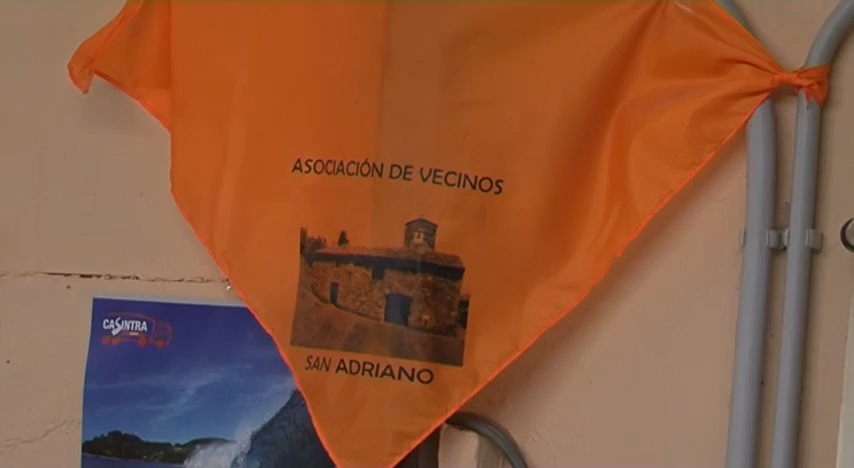 ASOCIACIÓN DE VECINOS
SAN ADRIANO
CASINTRA